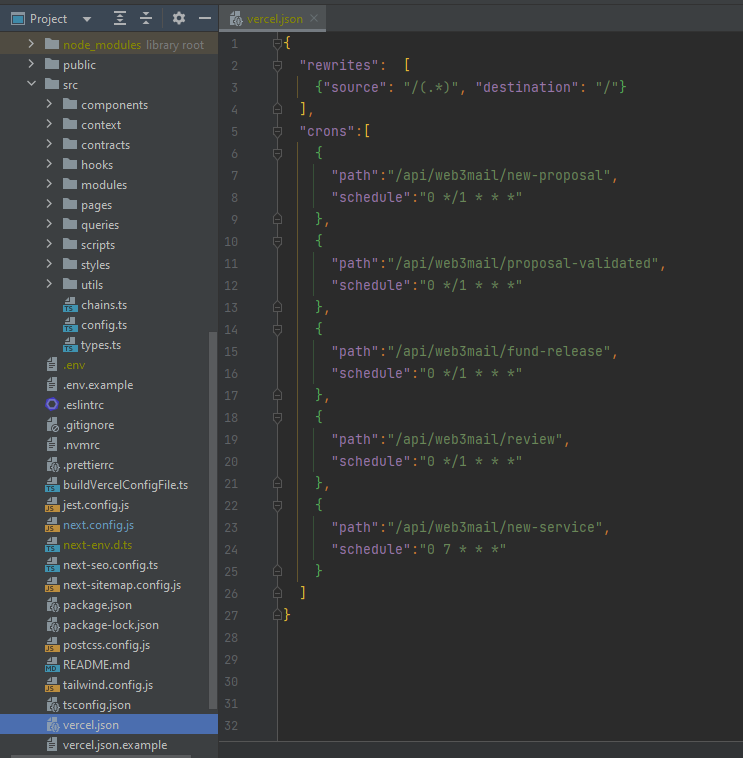 Project
vercel.json
node_modules library root
public
src
components
context
contracts
hooks
modules
pages
queries
scripts
styles
utils
chains.ts
config.ts
types.ts
.env
.env.example
.eslintrc
.gitignore
.nvmrc
.prettierrc
buildVercelConfigFile.ts
jest.config.js
next.config.js
next-env.d.ts
next-seo.config.ts
next-sitemap.config.js
package.json
package-lock.json
postcss.config.js
README.md
tailwind.config.js
tsconfig.json
vercel.json
vercel.json.example
1 {
2 "rewrites":  [
3 {"source": "/(.*)", "destination": "/"}
4 ],
5 "crons":[
6 {
7 "path":"/api/web3mail/new-proposal",
8 "schedule":"0 */1 * * *"
9 },
10 {
11 "path":"/api/web3mail/proposal-validated",
12 "schedule":"0 */1 * * *"
13 },
14 {
15 "path":"/api/web3mail/fund-release",
16 "schedule":"0 */1 * * *"
17 },
18 {
19 "path":"/api/web3mail/review",
20 "schedule":"0 */1 * * *"
21 },
22 {
23 "path":"/api/web3mail/new-service",
24 "schedule":"0 7 * * *"
25 }
26 ]
27 }
28
29
30
31
32